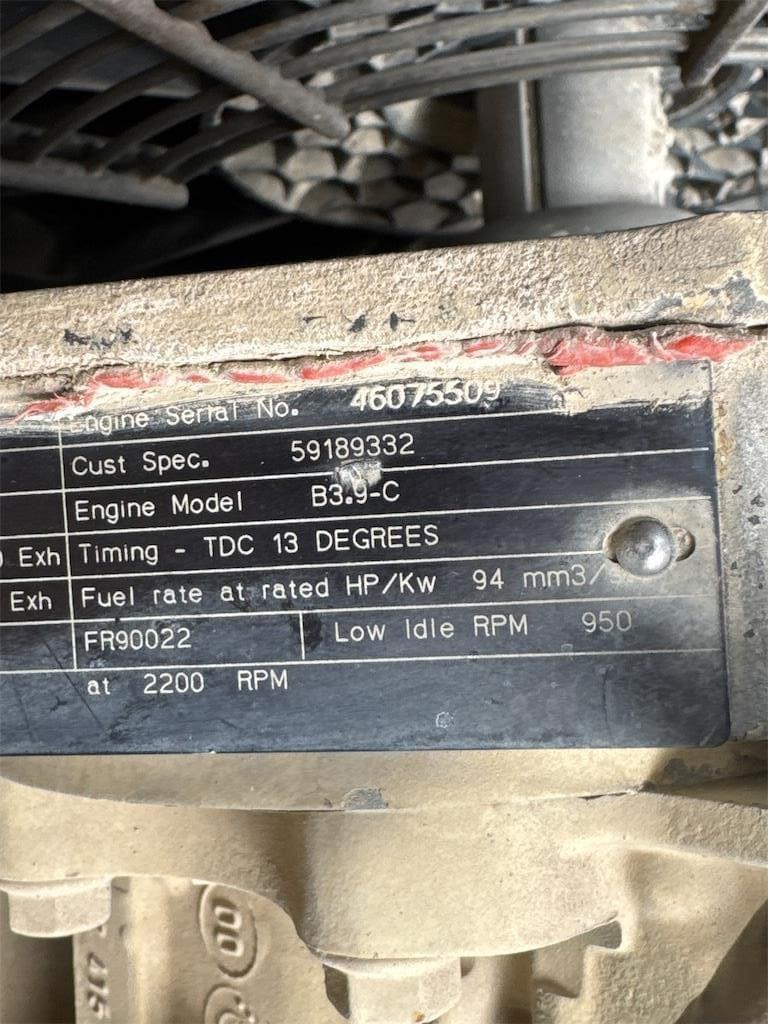 Engine Serial No. 46075509
Cust Spec. 59189332
Engine Model B3.9-C
Exh Timing - TDC 13 DEGREES
Exh Fuel rate at rated HP/Kw 94 mm3/
FR90022 Low Idle RPM 950
at 2200 RPM
00